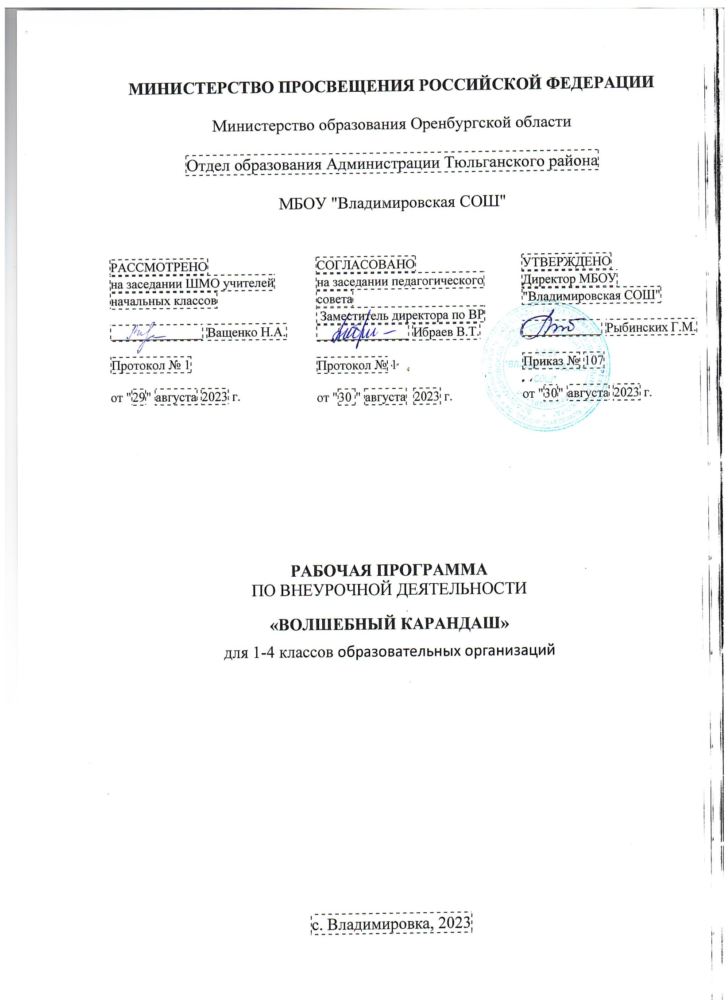 МИНИСТЕРСТВО ПРОСВЕЩЕНИЯ РОССИЙСКОЙ ФЕДЕРАЦИИ
Министерство образования Оренбургской области
Отдел образования Администрации Тюльганского района
МБОУ "Владимировская СОШ"
РАССМОТРЕНО
на заседании ШМО учителей
начальных классов
Ващенко Н.А.
Протокол № 1
от "29" августа 2023 г.
СОГЛАСОВАНО
на заседании педагогического
совета
Заместитель директора по ВР
Ибраев В.Т.
Протокол № 1
от "30" августа 2023 г.
УТВЕРЖДЕНО
Директор МБОУ
"Владимировская СОШ"
Рыбинских Г.М.
Приказ № 107
от "30" августа 2023 г.
МБОУ
СОШ"
РАБОЧАЯ ПРОГРАММА
ПО ВНЕУРОЧНОЙ ДЕЯТЕЛЬНОСТИ
«ВОЛШЕБНЫЙ КАРАНДАШ»
для 1-4 классов образовательных организаций
с. Владимировка, 2023